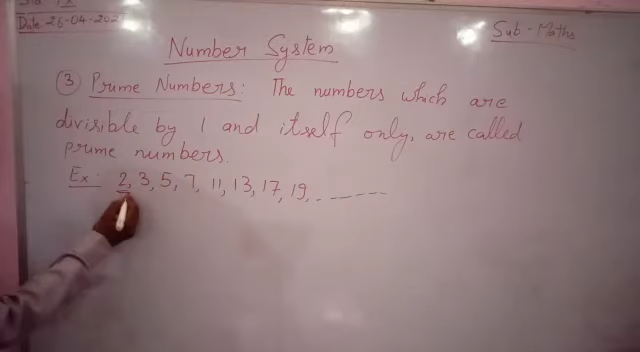 Sub - Maths
Date 26-04-202
Number System
③ Prime Numbers: The numbers which are
divisible by 1 and itself only, are called
prime numbers.
Ex: 2, 3, 5, 7, 11, 13, 17, 19, . -----